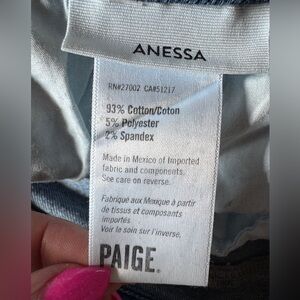 ANESSA
RN#27002 CA#51217
93% Cotton/Coton
5% Polyester
2% Spandex
Made in Mexico of Imported
fabric and components.
See care on reverse.
Fabriqué aux Mexique à partir
de tissus et composants
importés.
Voir le soin sur l'inverse.
PAIGE.